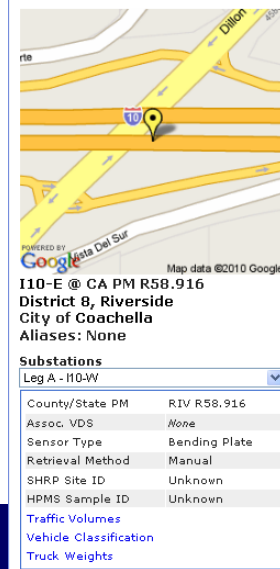 Dillon
rte
10
Vista Del Sur
POWERED BY
Google
Map data ©2010 Google
I10-E @ CA PM R58.916
District 8, Riverside
City of Coachella
Aliases: None
Substations
Leg A - I10-W
County/State PM RIV R58.916
Assoc. VDS None
Sensor Type Bending Plate
Retrieval Method Manual
SHRP Site ID Unknown
HPMS Sample ID Unknown
Traffic Volumes
Vehicle Classification
Truck Weights